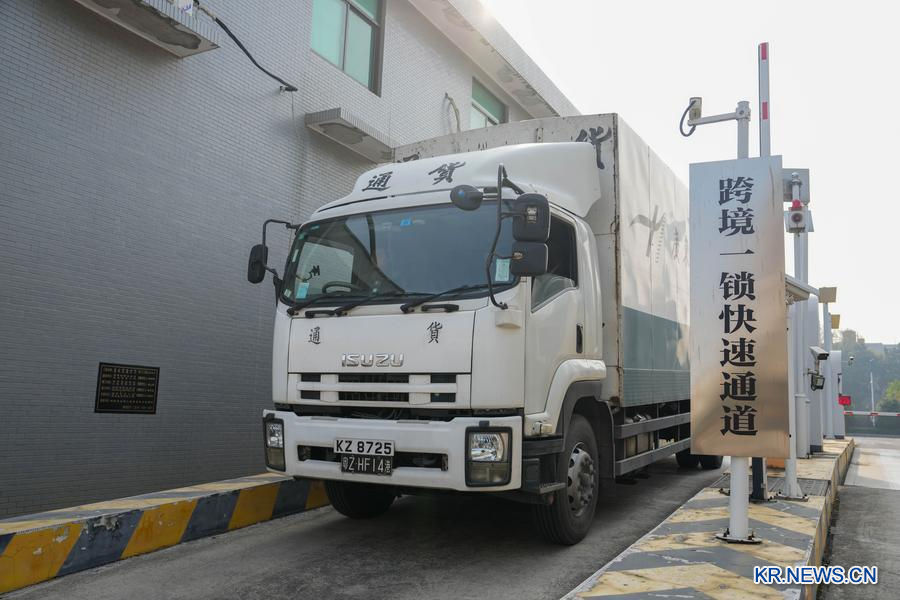 通貨
通 貨
ISUZU
KZ 8725
粤Z HF14港
跨境一锁快速通道
KR.NEWS.CN